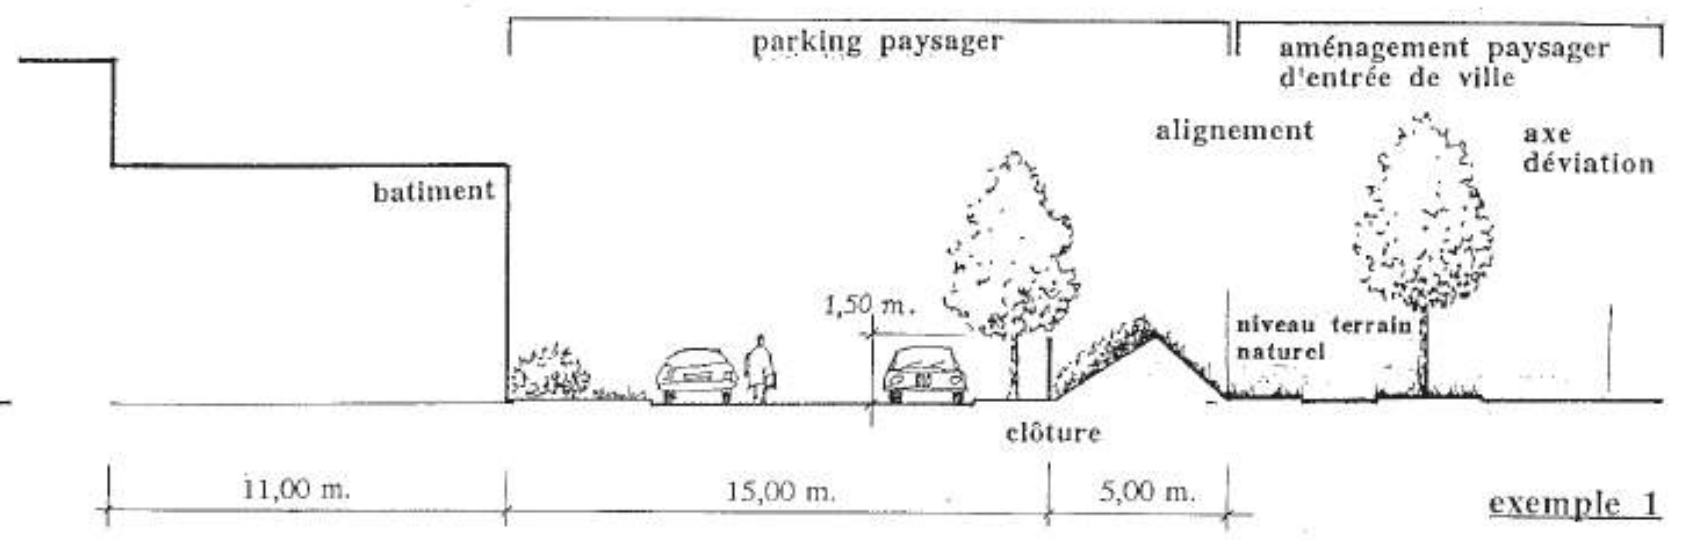 parking paysager
aménagement paysager
d'entrée de ville
alignement
axe
déviation
batiment
1,50 m.
niveau terrain
naturel
clôture
11,00 m.
15,00 m.
5,00 m.
exemple 1